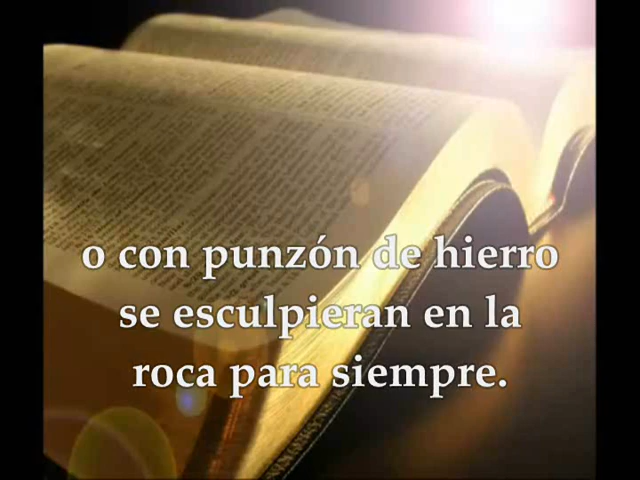 o con punzón de hierro
se esculpieran en la
roca para siempre.